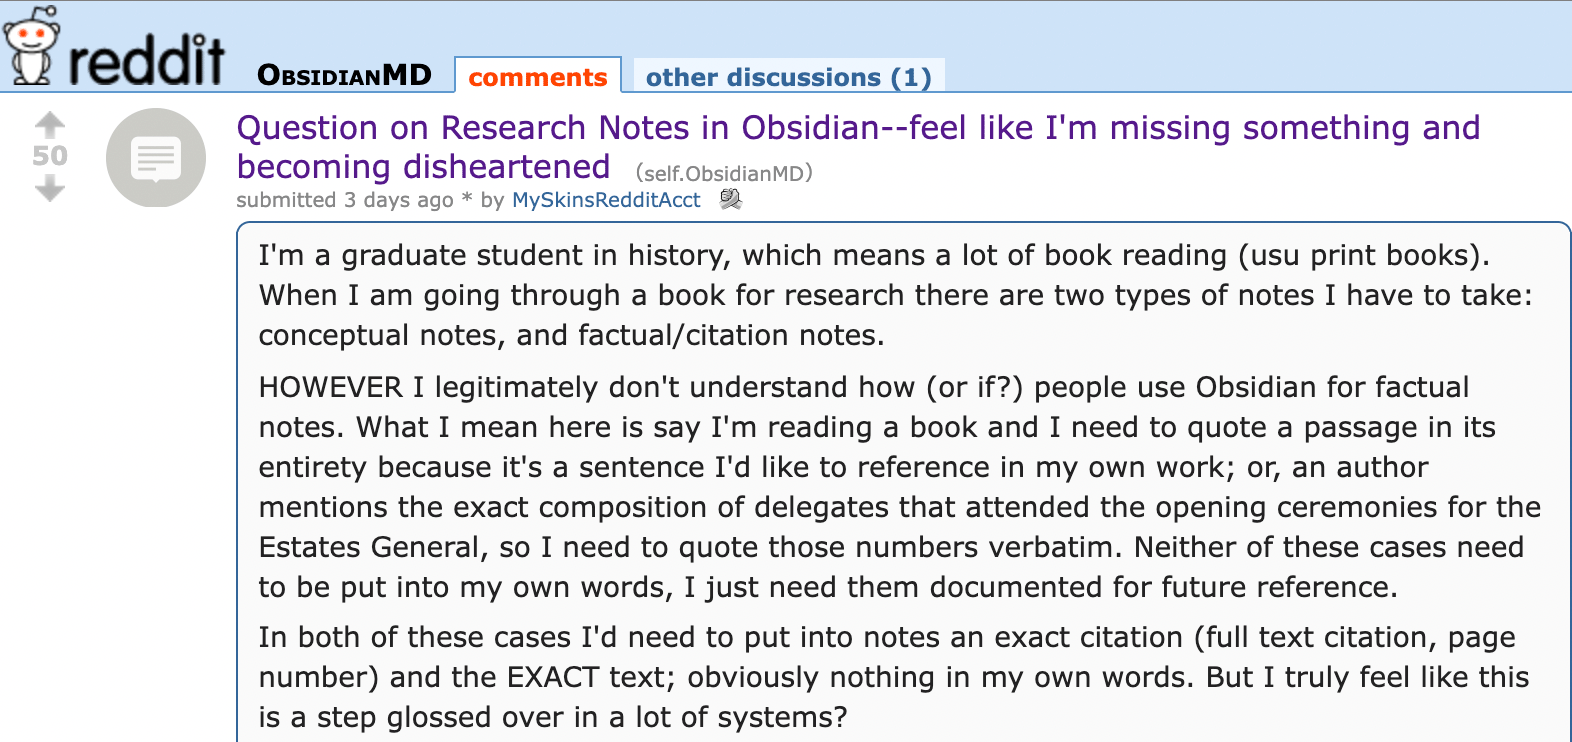 reddit OBSIDIANMD comments other discussions (1)
Question on Research Notes in Obsidian--feel like I'm missing something and
50
becoming disheartened (self.ObsidianMD)
submitted 3 days ago * by MySkinsRedditAcct
I'm a graduate student in history, which means a lot of book reading (usu print books).
When I am going through a book for research there are two types of notes I have to take:
conceptual notes, and factual/citation notes.
HOWEVER I legitimately don't understand how (or if?) people use Obsidian for factual
notes. What I mean here is say I'm reading a book and I need to quote a passage in its
entirety because it's a sentence I'd like to reference in my own work; or, an author
mentions the exact composition of delegates that attended the opening ceremonies for the
Estates General, so I need to quote those numbers verbatim. Neither of these cases need
to be put into my own words, I just need them documented for future reference.
In both of these cases I'd need to put into notes an exact citation (full text citation, page
number) and the EXACT text; obviously nothing in my own words. But I truly feel like this
is a step glossed over in a lot of systems?